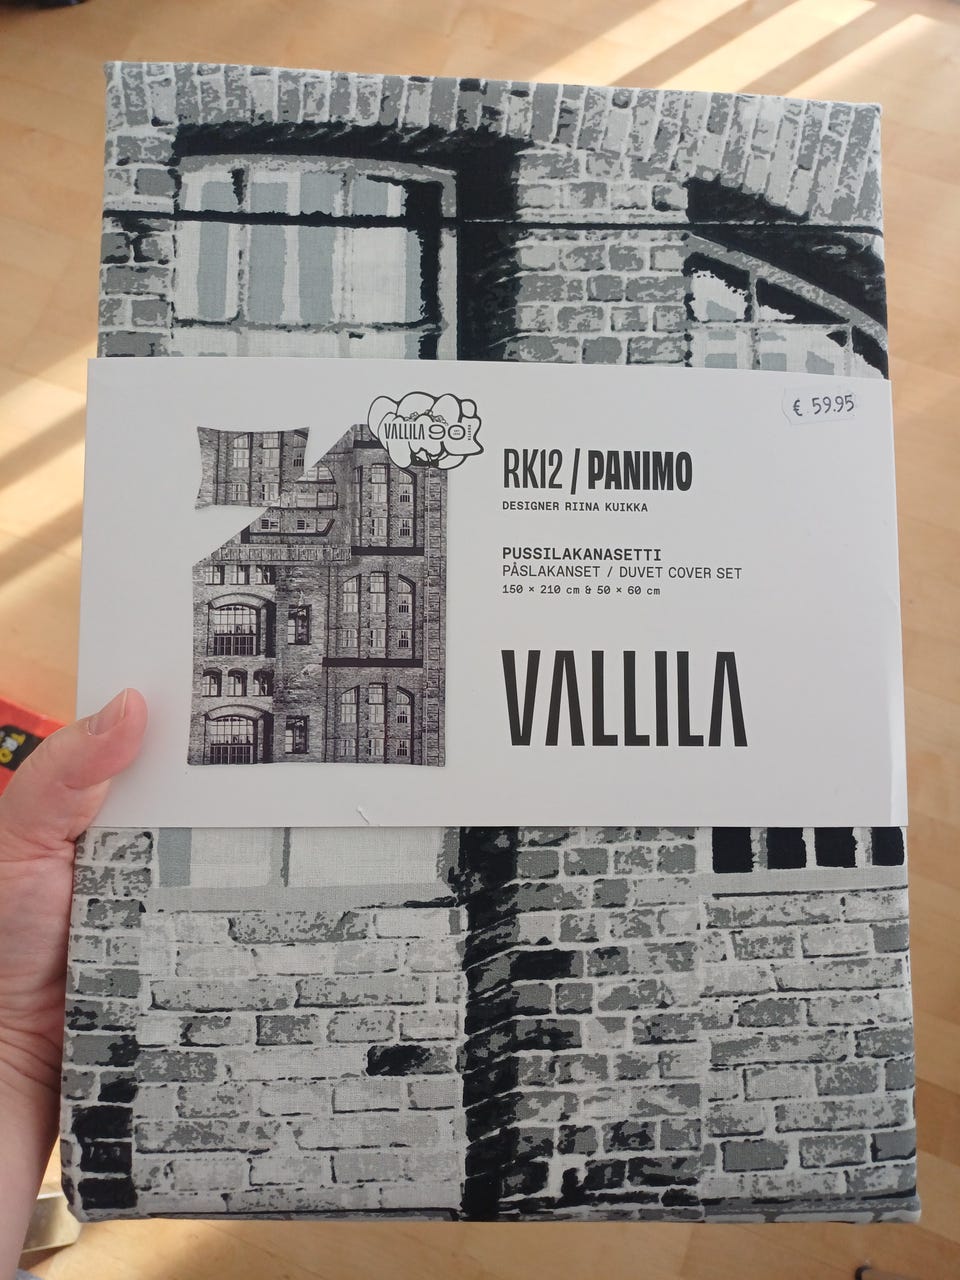 € 59.95
VALLILA 90
RK12 / PANIMO
DESIGNER RIINA KUIKKA
PUSSILAKANASETTI
PÅSLAKANSET / DUVET COVER SET
150 × 210 cm & 50 × 60 cm
VALLILA